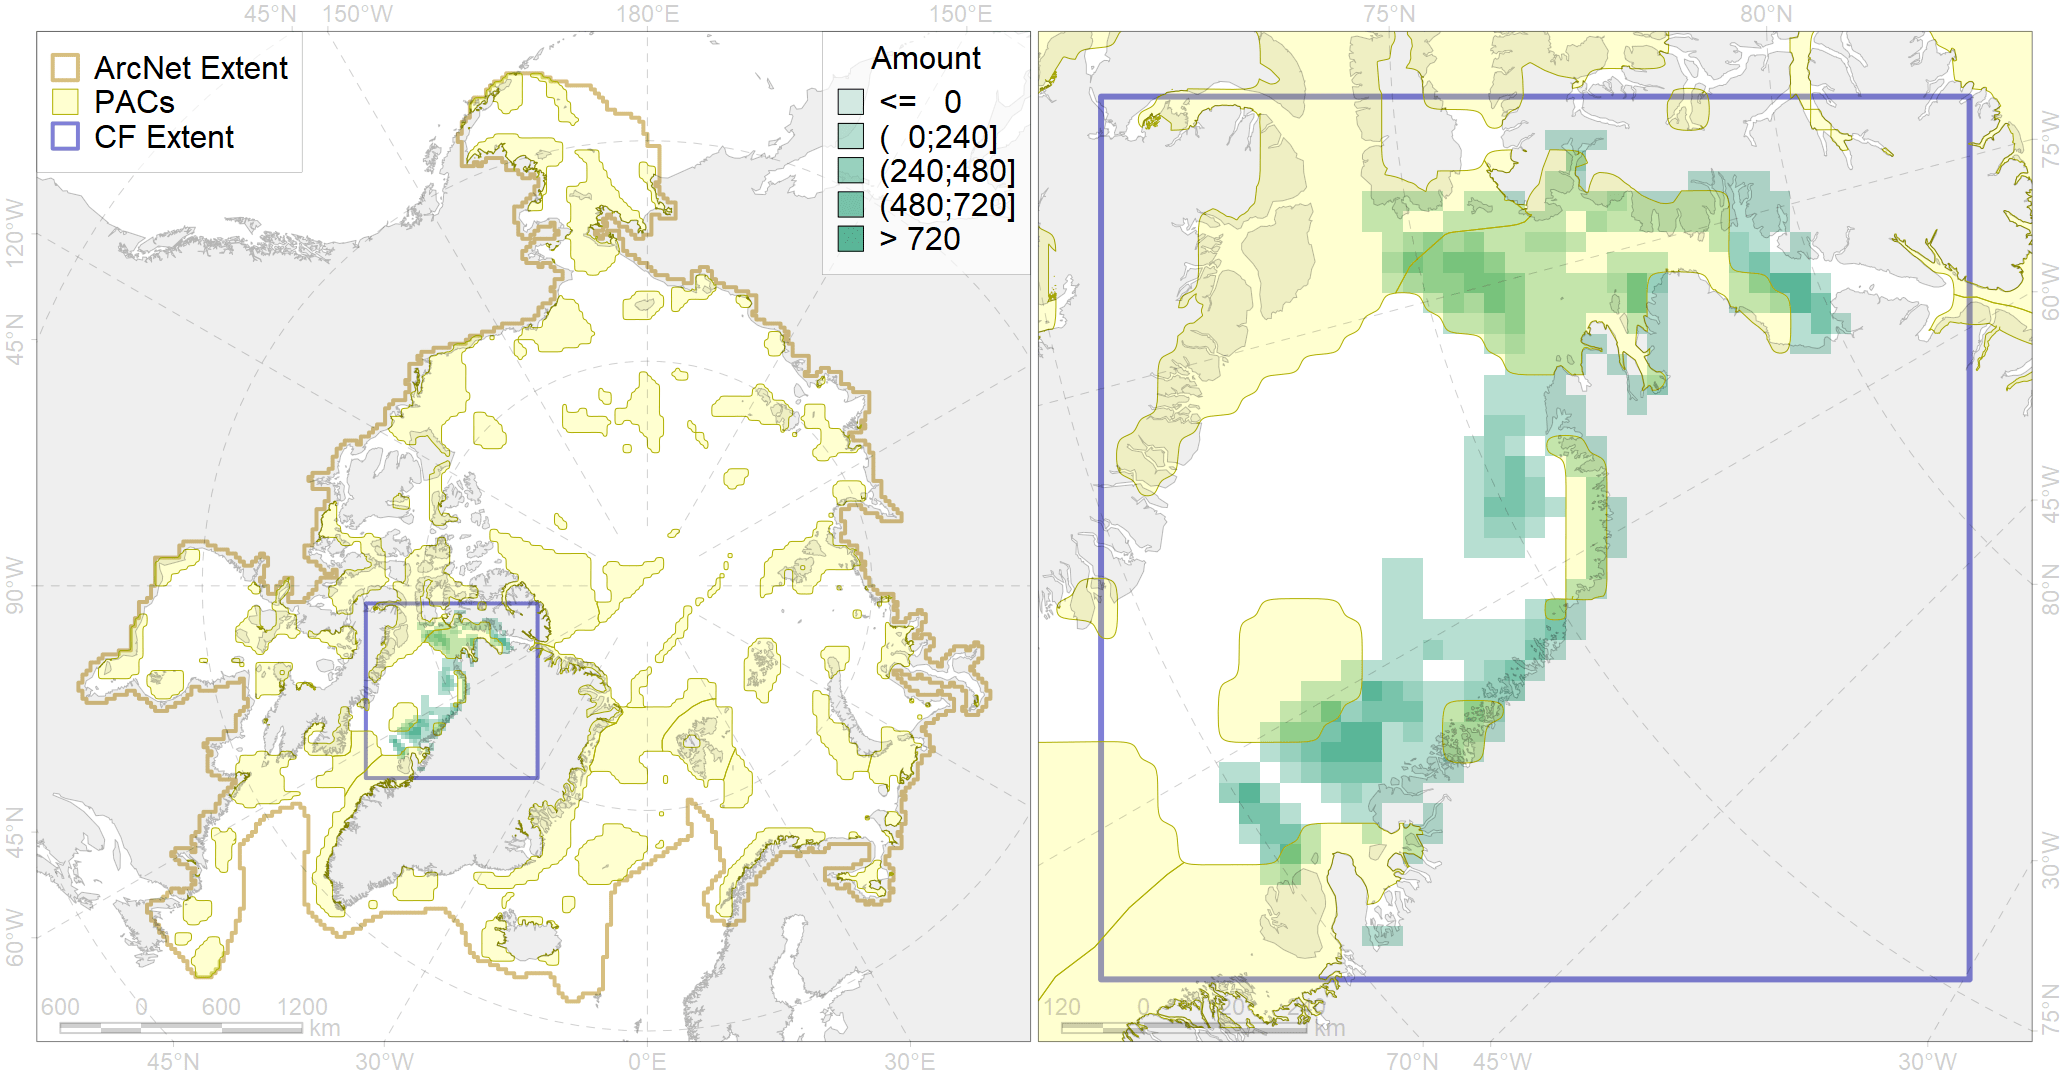 45°N 150°W 180°E 150°E 75°N 80°N
ArcNet Extent
PACs
CF Extent
Amount
<= 0
( 0;240]
(240;480]
(480;720]
> 720
120°W
45°N
90°W
45°N
60°W
75°W
60°W
45°W
80°N
30°W
75°N
600 0 600 1200
km
120 0
km
45°N 30°W 0°E 30°E 70°N 45°W 30°W